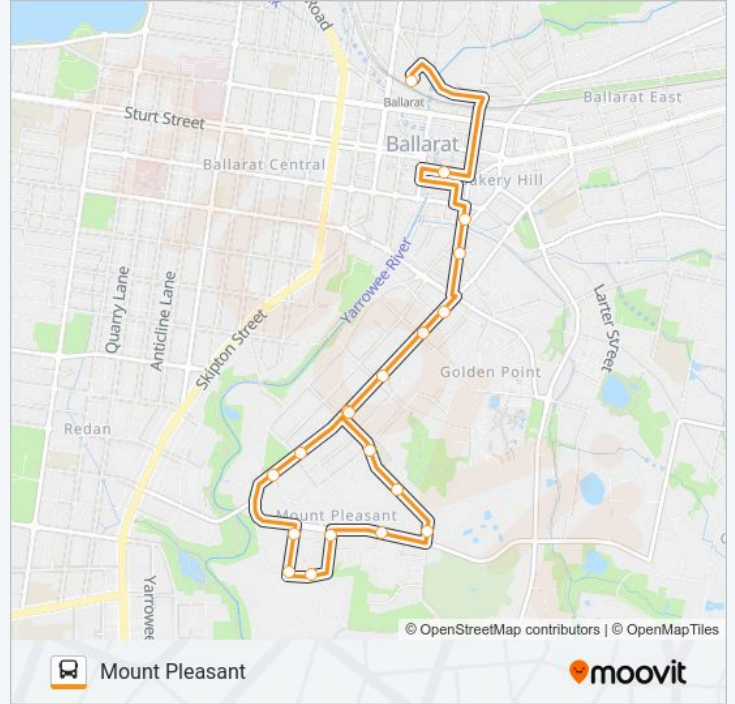 Road
Ballarat
Ballarat East
Sturt Street
Ballarat
Ballarat Central
akery Hill
Yarrowee River
Quarry Lane
Anticline Lane
Skipton Street
Larter Street
Golden Point
Redan
Mount Pleasant
Yarrowee
© OpenStreetMap contributors | © OpenMapTiles
Mount Pleasant
moovit